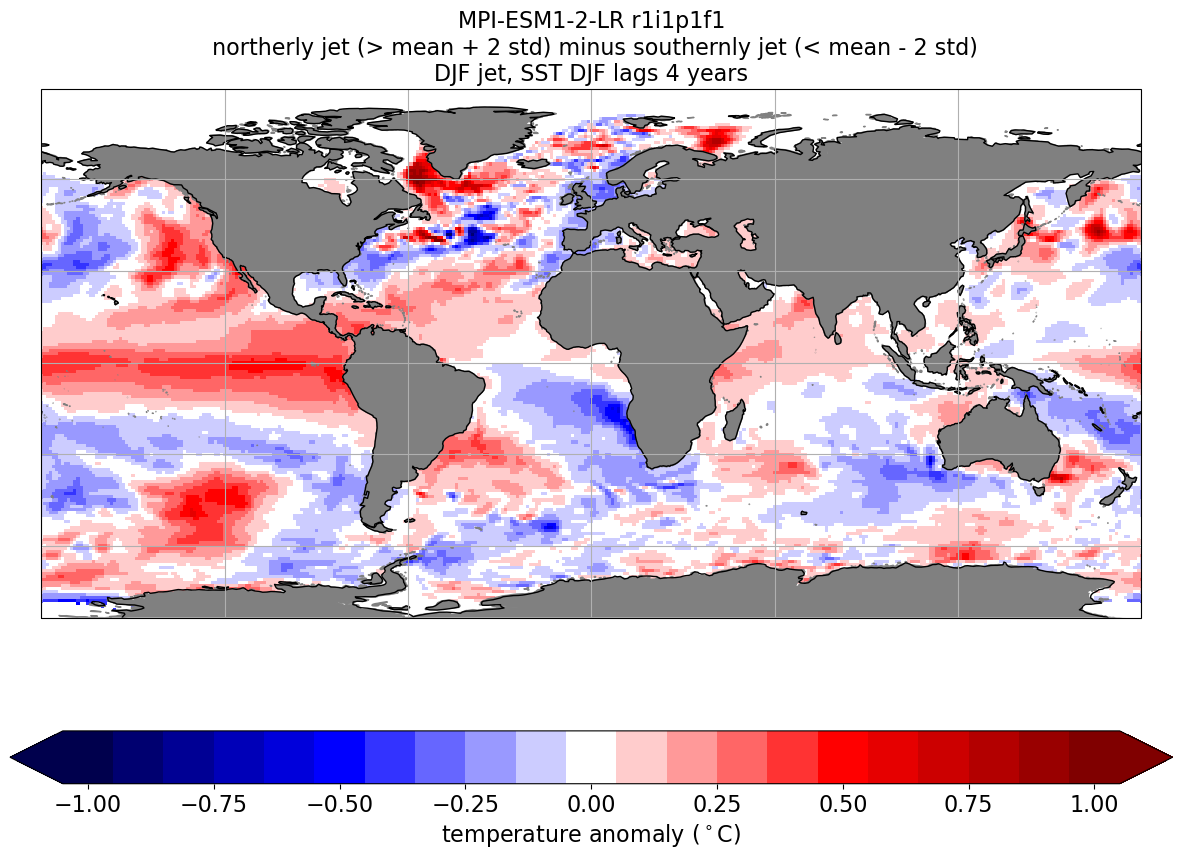 MPI-ESM1-2-LR r1i1p1f1
northerly jet (> mean + 2 std) minus southernly jet (< mean - 2 std)
DJF jet, SST DJF lags 4 years
−1.00 −0.75 −0.50 −0.25 0.00 0.25 0.50 0.75 1.00
temperature anomaly (°C)